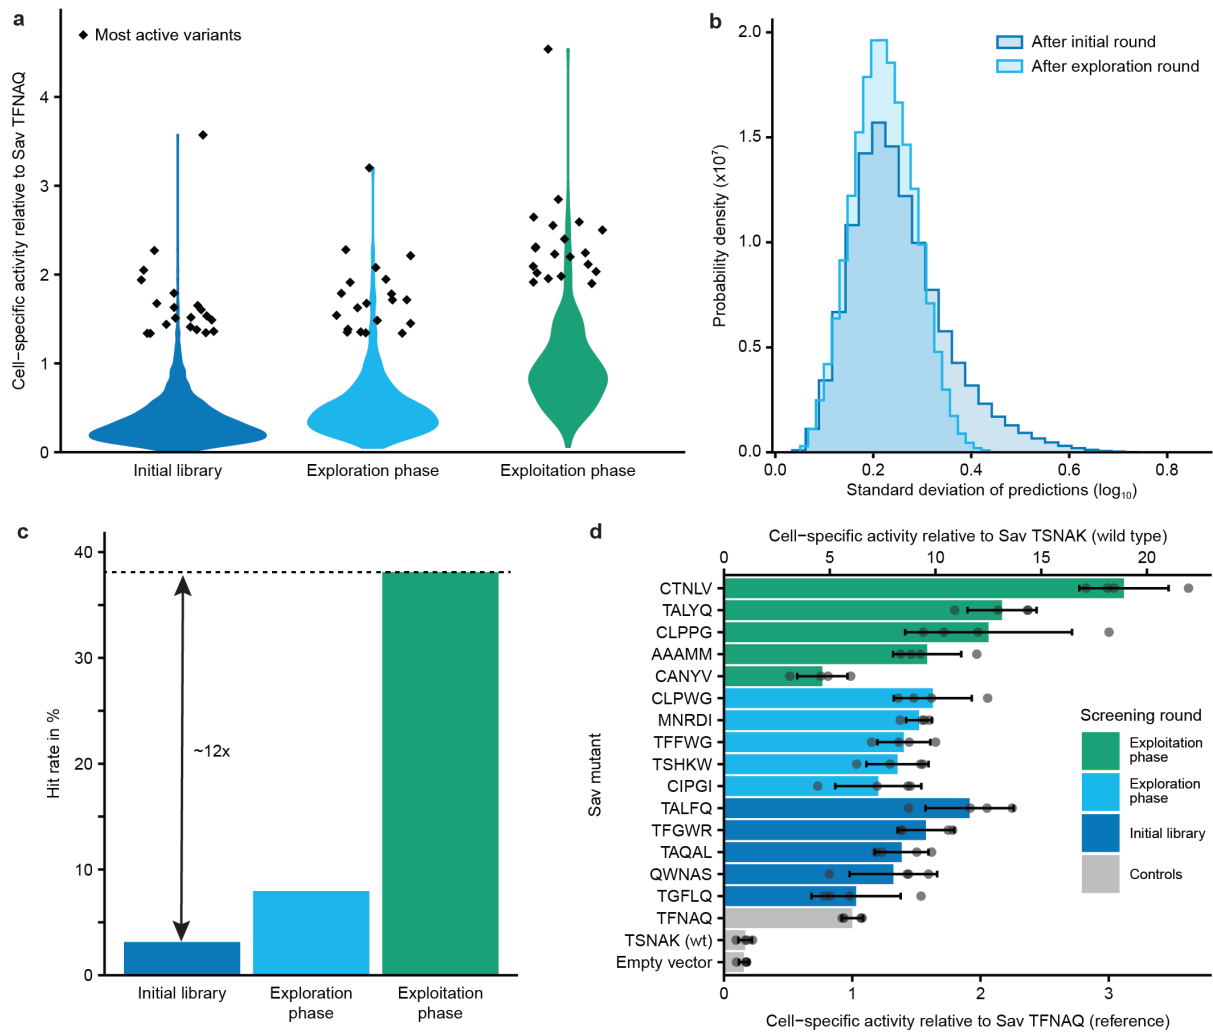 a
Most active variants
Cell−specific activity relative to Sav TFNAQ
4
3
2
1
0
Initial library
Exploration phase
Exploitation phase
b
After initial round
After exploration round
Probability density (x10⁷)
2.0
1.5
1.0
0.5
0.0
0.0
0.2
0.4
0.6
0.8
Standard deviation of predictions (log₁₀)
c
Hit rate in %
40
30
20
10
0
~12x
Initial library
Exploration
phase
Exploitation
phase
d
Cell−specific activity relative to Sav TSNAK (wild type)
0
5
10
15
20
Sav mutant
CTNLV
TALYQ
CLPPG
AAAMM
CANYV
CLPWG
MNRDI
TFFWG
TSHKW
CIPGI
TALFQ
TFGWR
TAQAL
QWNAS
TGFLQ
TFNAQ
TSNAK (wt)
Empty vector
Screening round
Exploitation
phase
Exploration
phase
Initial library
Controls
0
1
2
3
Cell−specific activity relative to Sav TFNAQ (reference)